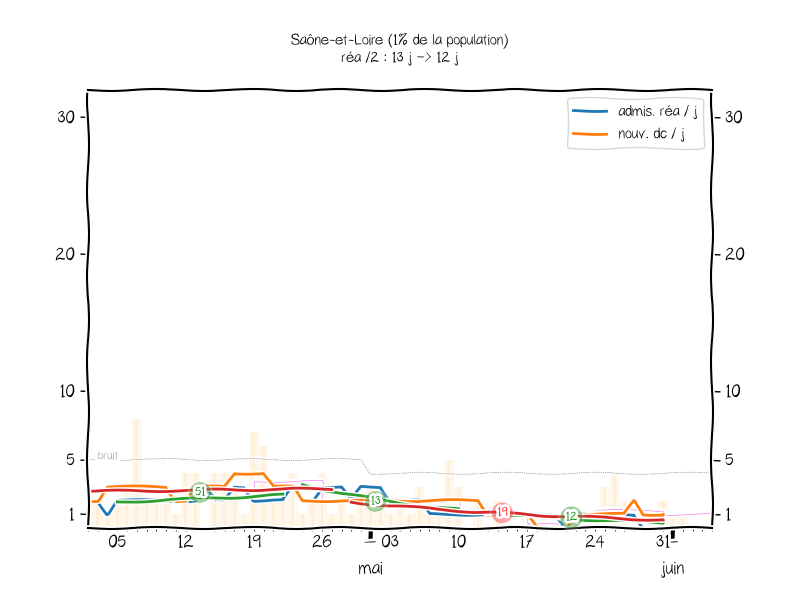 Saône-et-Loire (1% de la population)
réa /2 : 13 j -> 12 j
admis. réa / j
nouv. dc / j
30
30
20
20
10
10
bruit
5
5
51
13
19
12
1
1
05 12 19 26 03 10 17 24 31
mai juin